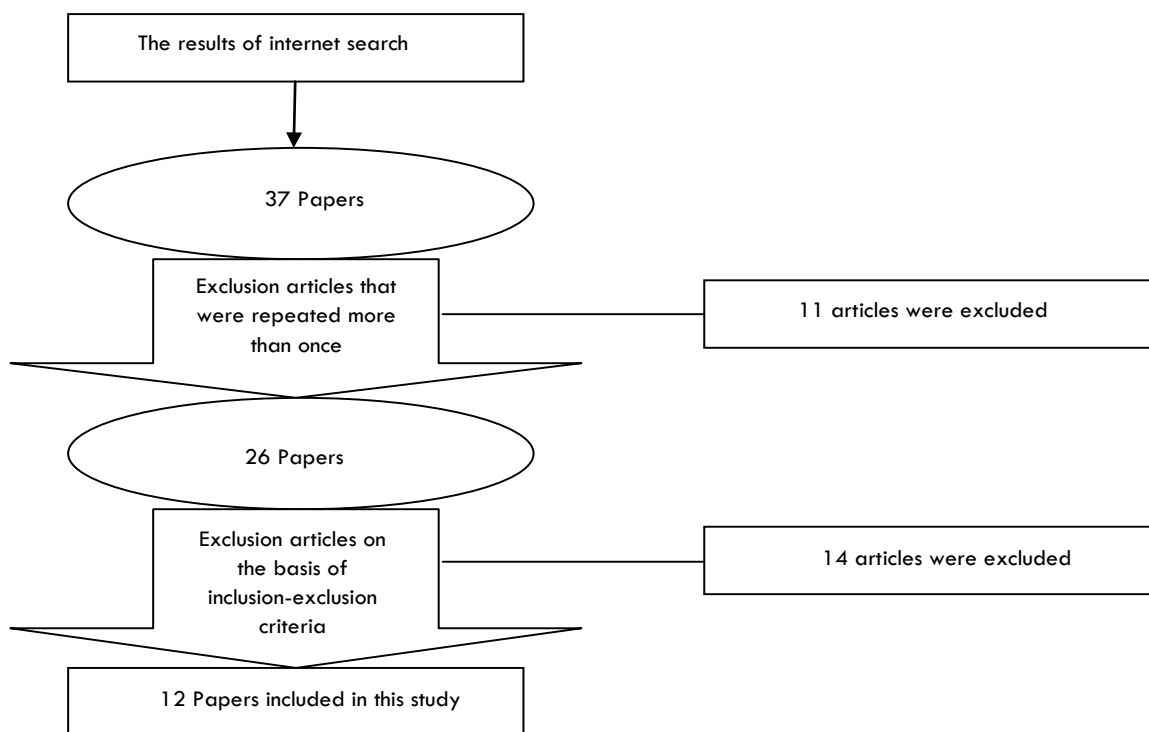 The results of internet search
37 Papers
Exclusion articles that
were repeated more
than once
11 articles were excluded
26 Papers
Exclusion articles on
the basis of
inclusion-exclusion
criteria
14 articles were excluded
12 Papers included in this study